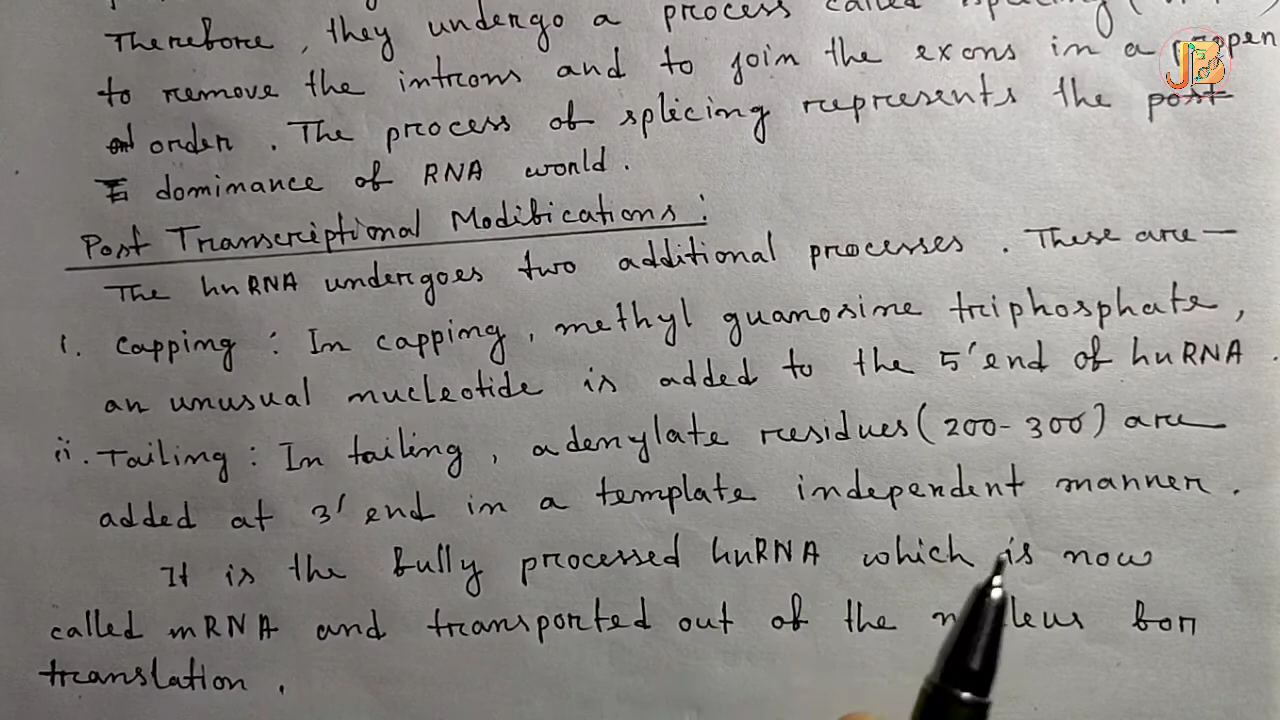 Therefore, they undergo a process called
to remove the introns and to join the exons in a
order. The process of splicing represents the post
dominance of RNA world.
Post Transcriptional Modifications:
The hnRNA undergoes two additional processes. These are—
i. Capping: In capping, methyl guanosine triphosphate,
an unusual nucleotide is added to the 5' end of hnRNA.
ii. Tailing: In tailing, adenylate residues (200-300) are
added at 3' end in a template independent manner.
It is the fully processed hnRNA which is now
called mRNA and transported out of the nucleus for
translation.